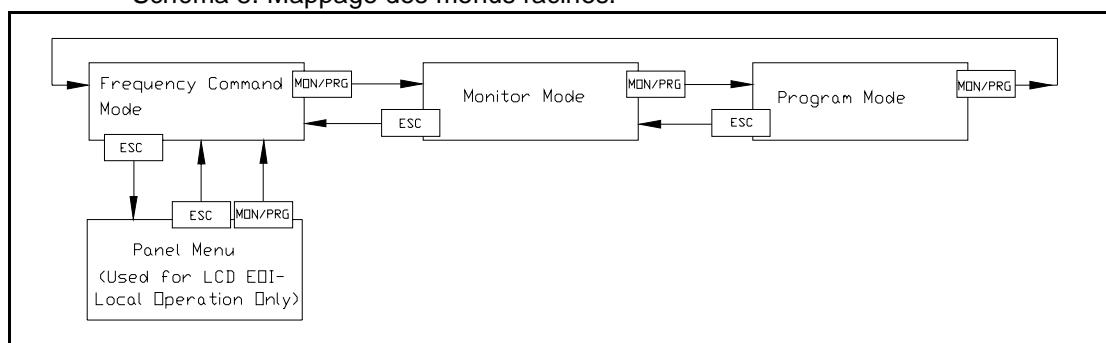 Frequency Command
Mode
MON/PRG
Monitor Mode
MON/PRG
Program Mode
MON/PRG
ESC
ESC
ESC
ESC
MON/PRG
Panel Menu
(Used for LCD EOI-
Local Operation Only)